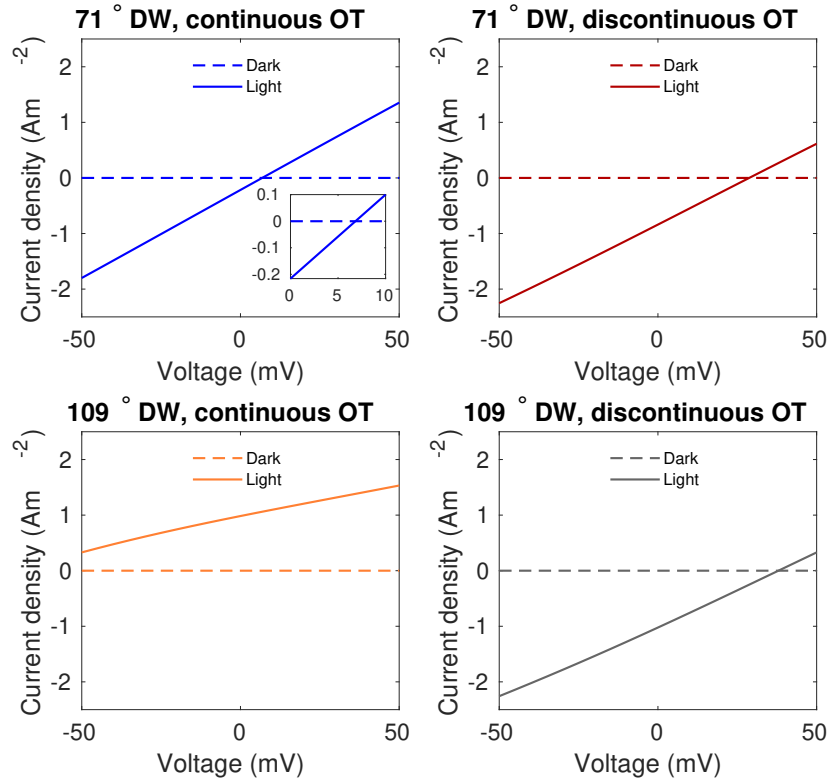 71 ° DW, continuous OT
Current density (Am -2)
2
1
0
-1
-2
Dark
Light
0.1
0
-0.1
-0.2
0 5 10
-50 0 50
Voltage (mV)
71 ° DW, discontinuous OT
Current density (Am -2)
2
1
0
-1
-2
Dark
Light
-50 0 50
Voltage (mV)
109 ° DW, continuous OT
Current density (Am -2)
2
1
0
-1
-2
Dark
Light
-50 0 50
Voltage (mV)
109 ° DW, discontinuous OT
Current density (Am -2)
2
1
0
-1
-2
Dark
Light
-50 0 50
Voltage (mV)